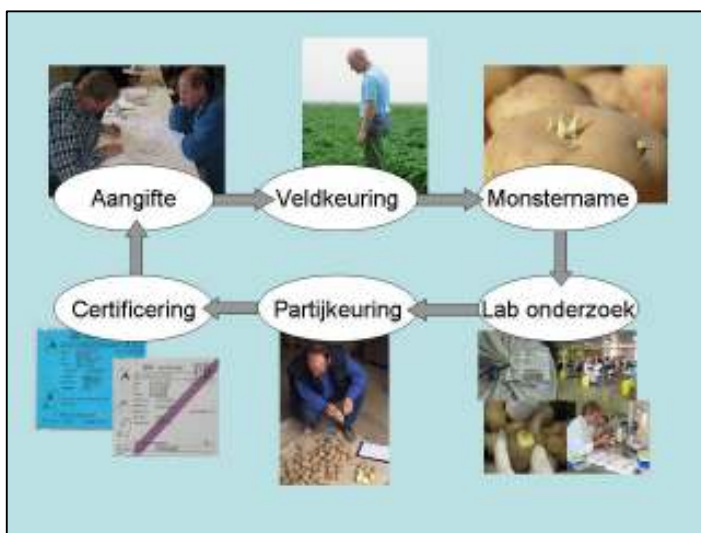 Aangifte
Veldkeuring
Monstername
Lab onderzoek
Partijkeuring
Certificering
A
A